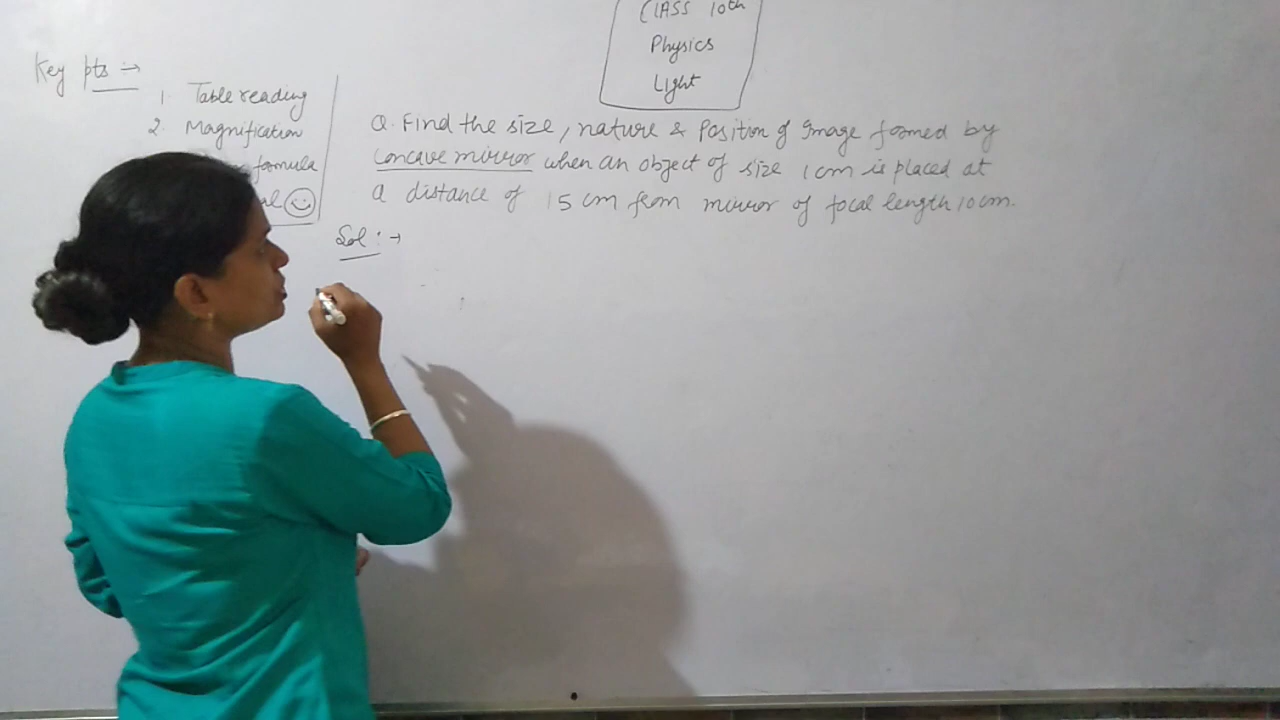 CLASS 10th
Physics
Light
Key pts :→
1 Table reading
2. Magnification
formula
Q. Find the size, nature & Position of Image formed by
Concave mirror when an object of size 1cm is placed at
a distance of 15 cm from mirror of focal length 10 cm.
Sol :→